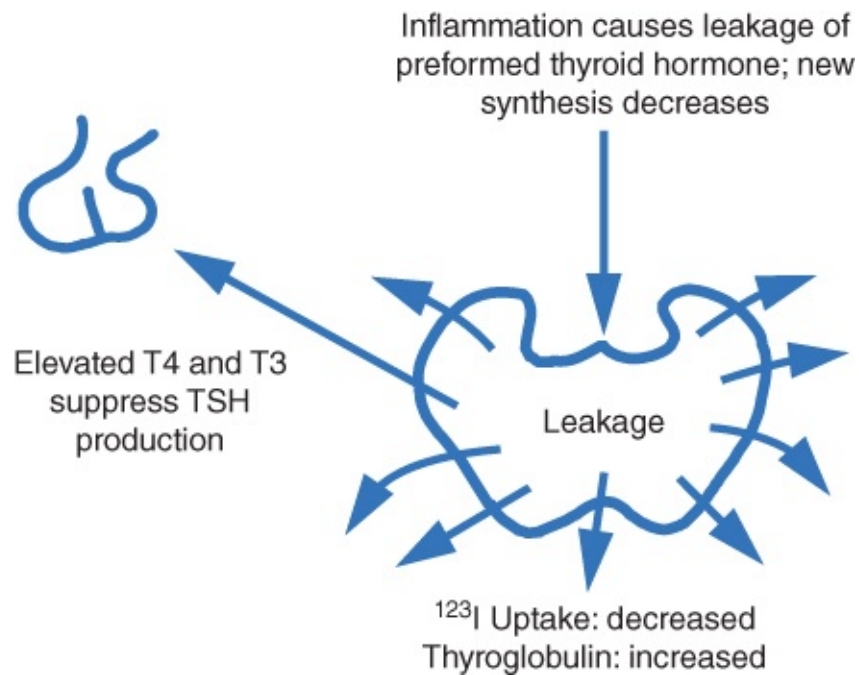 Inflammation causes leakage of
preformed thyroid hormone; new
synthesis decreases
Elevated T4 and T3
suppress TSH
production
Leakage
¹²³I Uptake: decreased
Thyroglobulin: increased